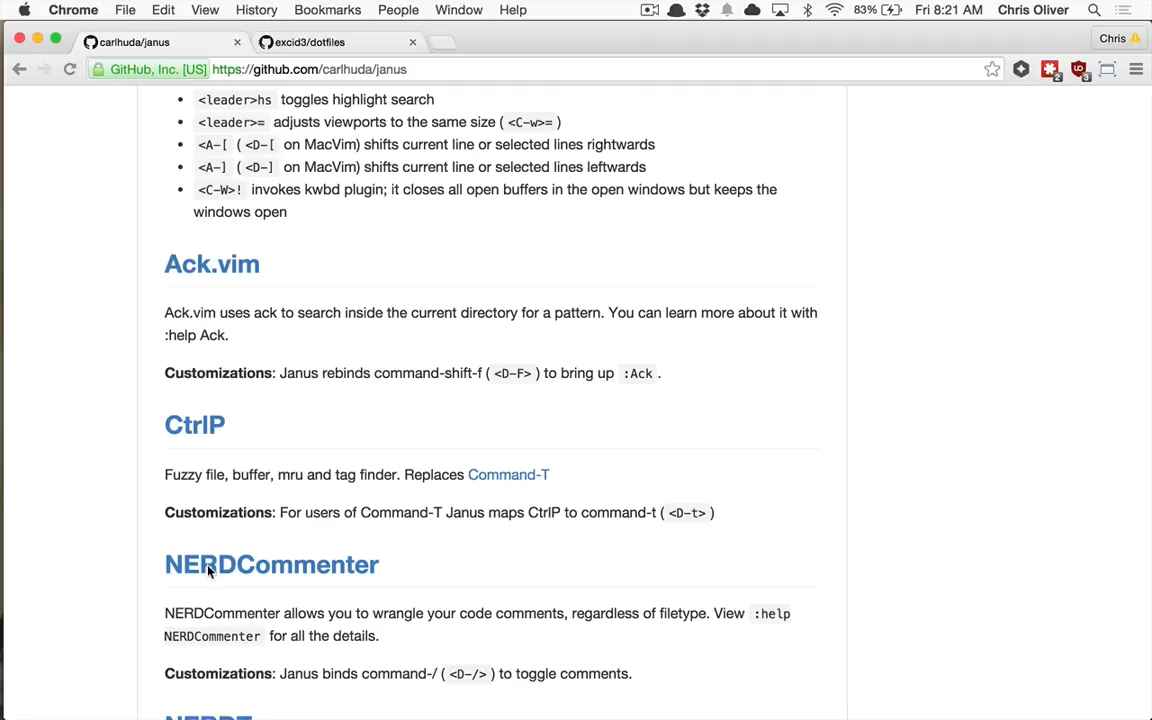 Chrome File Edit View History Bookmarks People Window Help 83% Fri 8:21 AM Chris Oliver
carlhuda/janus × excid3/dotfiles × Chris
GitHub, Inc. [US] https://github.com/carlhuda/janus 2 3
• <leader>hs toggles highlight search
• <leader>= adjusts viewports to the same size ( <C-w>= )
• <A-[ ( <D-[ on MacVim) shifts current line or selected lines rightwards
• <A-] ( <D-] on MacVim) shifts current line or selected lines leftwards
• <C-W>! invokes kwbd plugin; it closes all open buffers in the open windows but keeps the
windows open
Ack.vim
Ack.vim uses ack to search inside the current directory for a pattern. You can learn more about it with
:help Ack.
Customizations: Janus rebinds command-shift-f ( <D-F> ) to bring up :Ack .
CtrlP
Fuzzy file, buffer, mru and tag finder. Replaces Command-T
Customizations: For users of Command-T Janus maps CtrlP to command-t ( <D-t> )
NERDCommenter
NERDCommenter allows you to wrangle your code comments, regardless of filetype. View :help
NERDCommenter for all the details.
Customizations: Janus binds command-/ ( <D-/> ) to toggle comments.